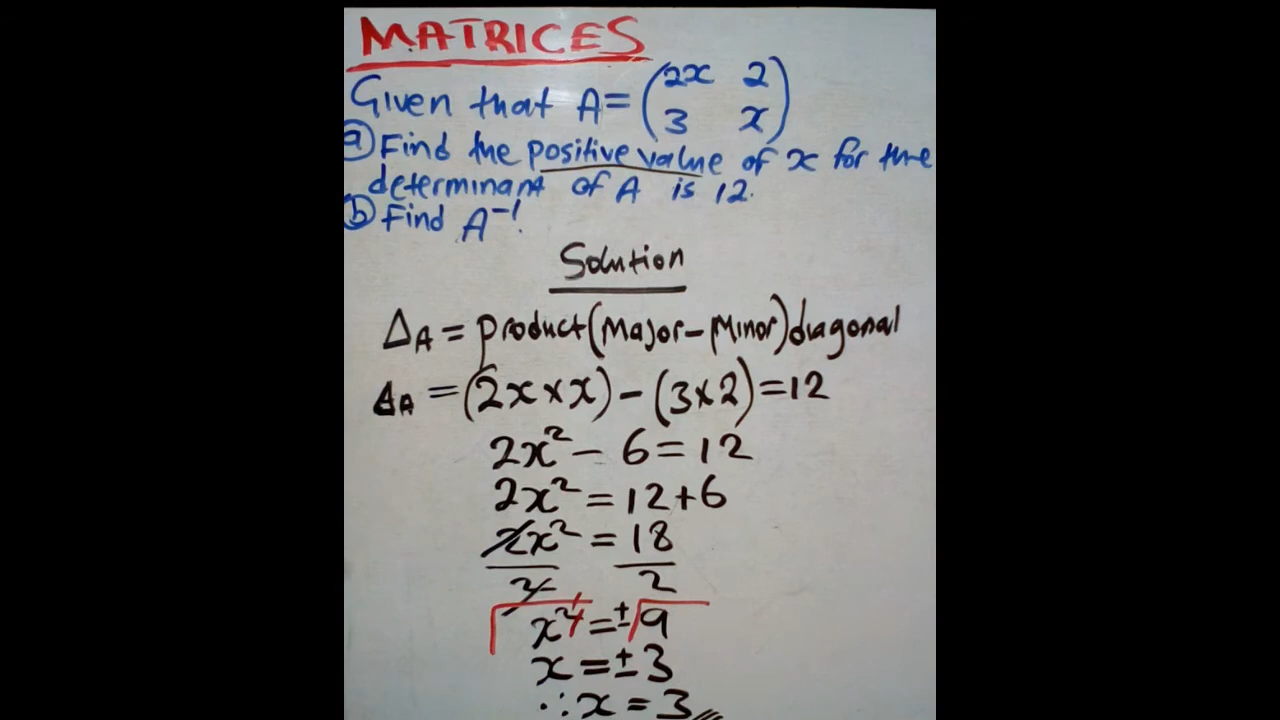 MATRICES
Given that A = (2x 2
3 x)
(a) Find the positive value of x for the
determinant of A is 12.
(b) Find A⁻¹.
Solution
Δ_A = product(Major - Minor)diagonal
Δ_A = (2x × x) - (3 × 2) = 12
2x² - 6 = 12
2x² = 12 + 6
2x² = 18
2 2
√x² = ±√9
x = ±3
∴ x = 3